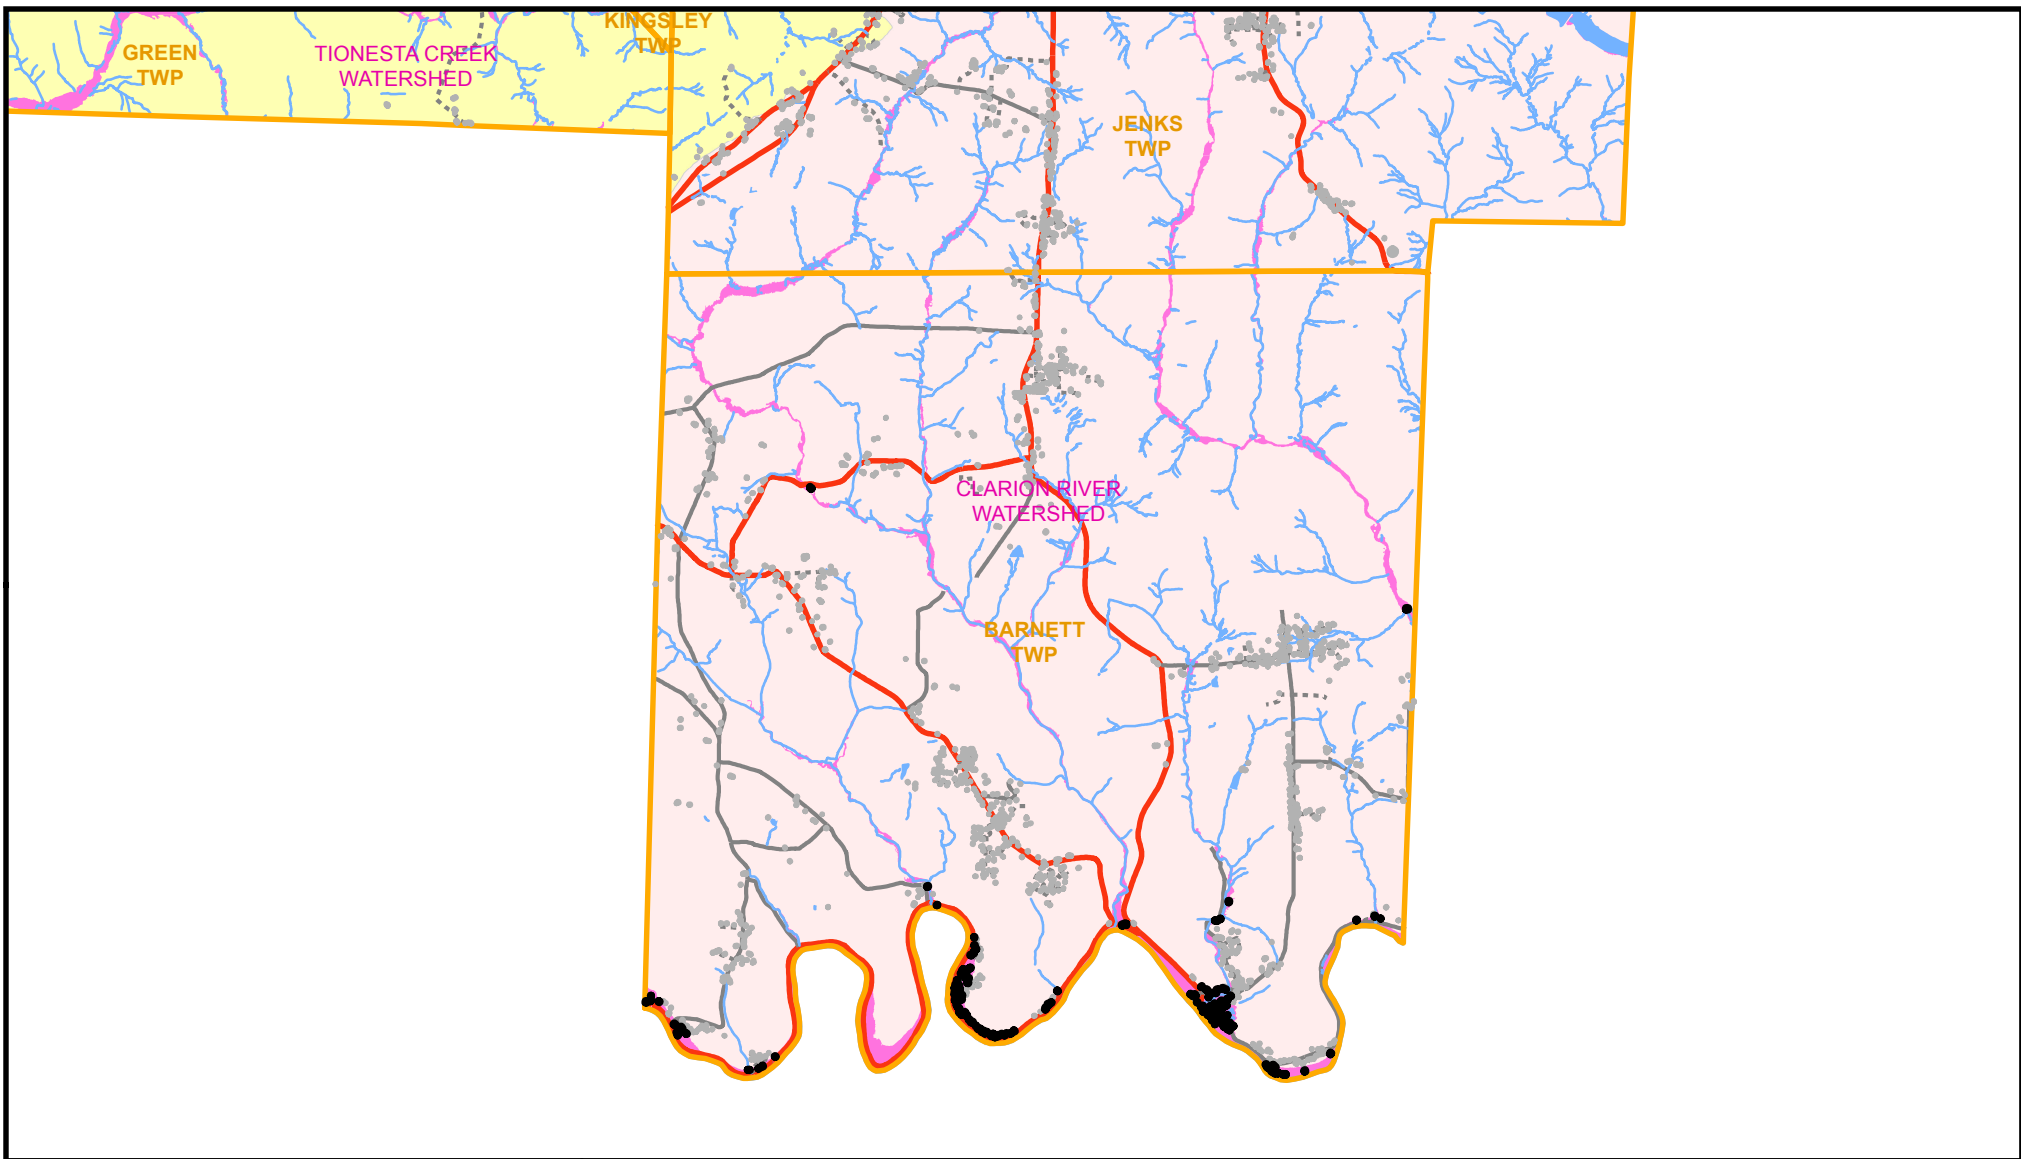 KINGSLEY
TWP
GREEN
TWP
TIONESTA CREEK
WATERSHED
JENKS
TWP
CLARION RIVER
WATERSHED
BARNETT
TWP